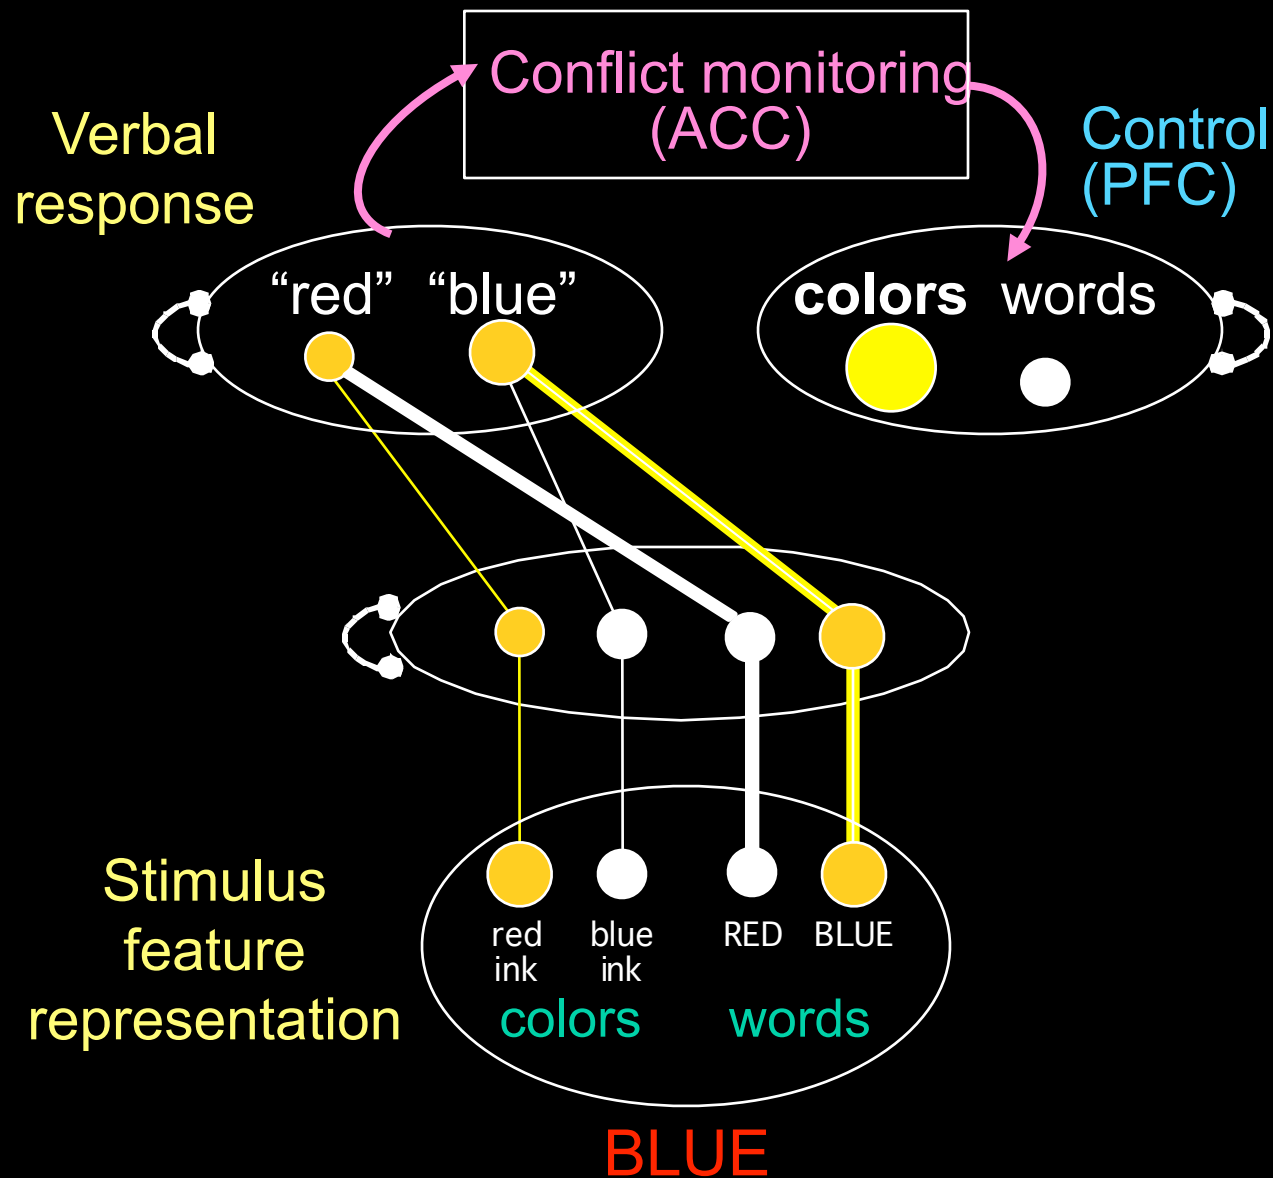 Conflict monitoring
(ACC)
Verbal
response
Control
(PFC)
“red” “blue”
colors words
Stimulus
feature
representation
red
ink
blue
ink
RED BLUE
colors words
BLUE